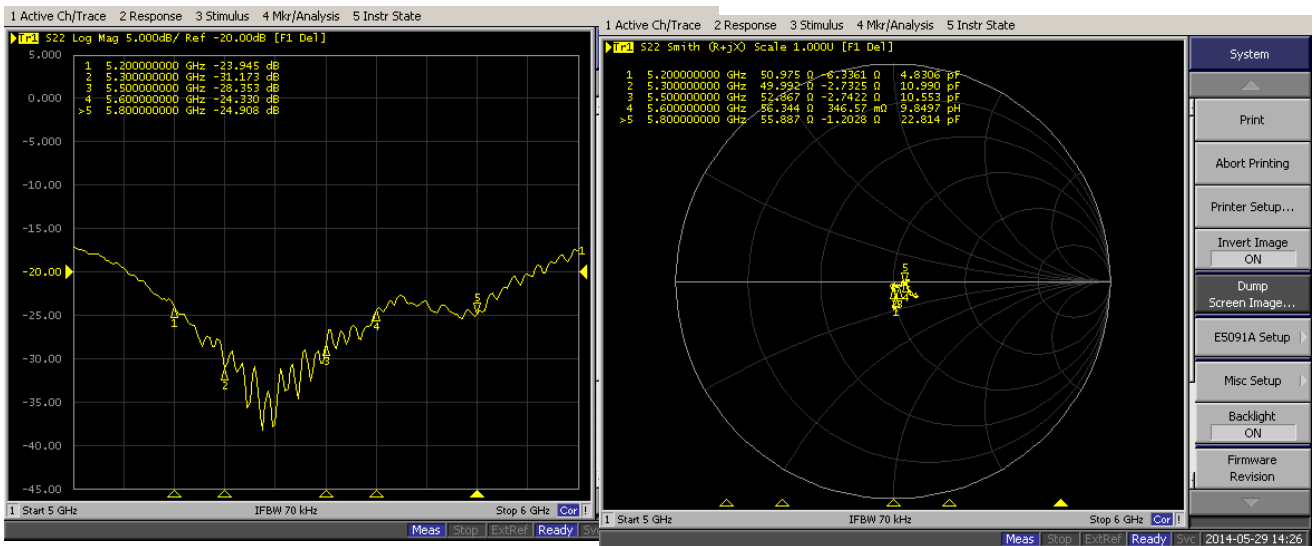 1 Active Ch/Trace 2 Response 3 Stimulus 4 Mkr/Analysis 5 Instr State
Tr1 S22 Log Mag 5.000dB/ Ref -20.00dB [F1 Del]
5.000
1 5.200000000 GHz -23.945 dB
2 5.300000000 GHz -31.173 dB
3 5.500000000 GHz -28.353 dB
4 5.600000000 GHz -24.330 dB
>5 5.800000000 GHz -24.908 dB
0.000
-5.000
-10.00
-15.00
-20.00
-25.00
-30.00
-35.00
-40.00
-45.00
1
1
2
3
4
5
1 Start 5 GHz IFBW 70 kHz Stop 6 GHz Cor !
Meas Stop ExtRef Ready Svc
1 Active Ch/Trace 2 Response 3 Stimulus 4 Mkr/Analysis 5 Instr State
Tr1 S22 Smith (R+jX) Scale 1.000U [F1 Del]
1 5.200000000 GHz 50.975 Ω -6.3361 Ω 4.8306 pF
2 5.300000000 GHz 49.992 Ω -2.7325 Ω 10.990 pF
3 5.500000000 GHz 52.867 Ω -2.7422 Ω 10.553 pF
4 5.600000000 GHz 56.344 Ω 346.57 mΩ 9.8497 pH
>5 5.800000000 GHz 55.887 Ω -1.2028 Ω 22.814 pF
5
4
1
1 Start 5 GHz IFBW 70 kHz Stop 6 GHz Cor !
Meas Stop ExtRef Ready Svc 2014-05-29 14:26
System
Print
Abort Printing
Printer Setup...
Invert Image
ON
Dump
Screen Image...
E5091A Setup
Misc Setup
Backlight
ON
Firmware
Revision